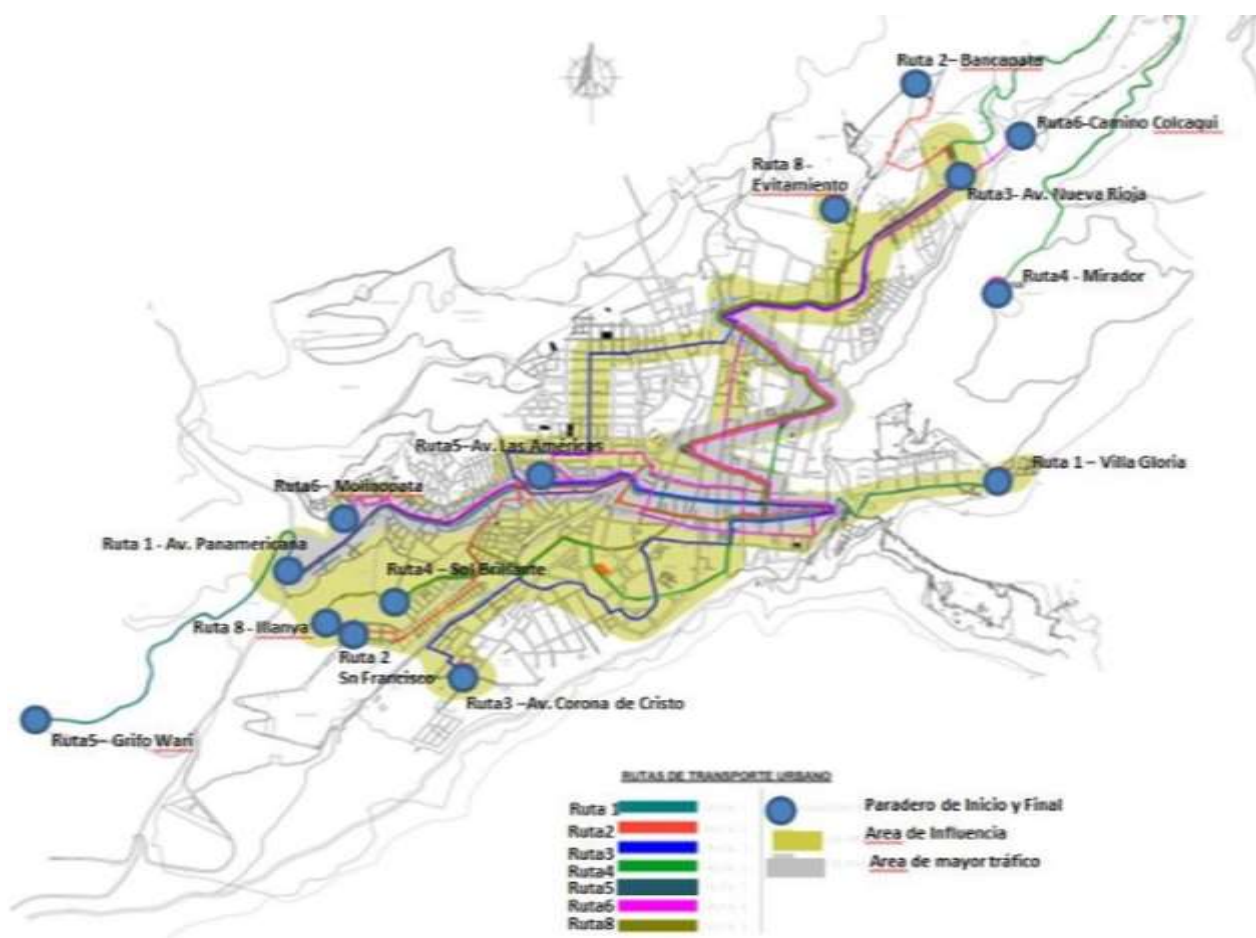 Ruta 2– Bancapata
Ruta6-Camino Colcaqui
Ruta 8 -
Evitamiento
Ruta3- Av. Nueva Rioja
Ruta4 - Mirador
Ruta5–Av. Las Américas
Ruta 1 – Villa Gloria
Ruta6– Molinopata
Ruta 1 - Av. Panamericana
Ruta4 – Sol Brillante
Ruta 8 - Illanya
Ruta 2
Sn Francisco
Ruta3 –Av. Corona de Cristo
Ruta5– Grifo Wari
RUTAS DE TRANSPORTE URBANO
Ruta 1
Ruta2
Ruta3
Ruta4
Ruta5
Ruta6
Ruta8
Paradero de Inicio y Final
Area de Influencia
Area de mayor tráfico